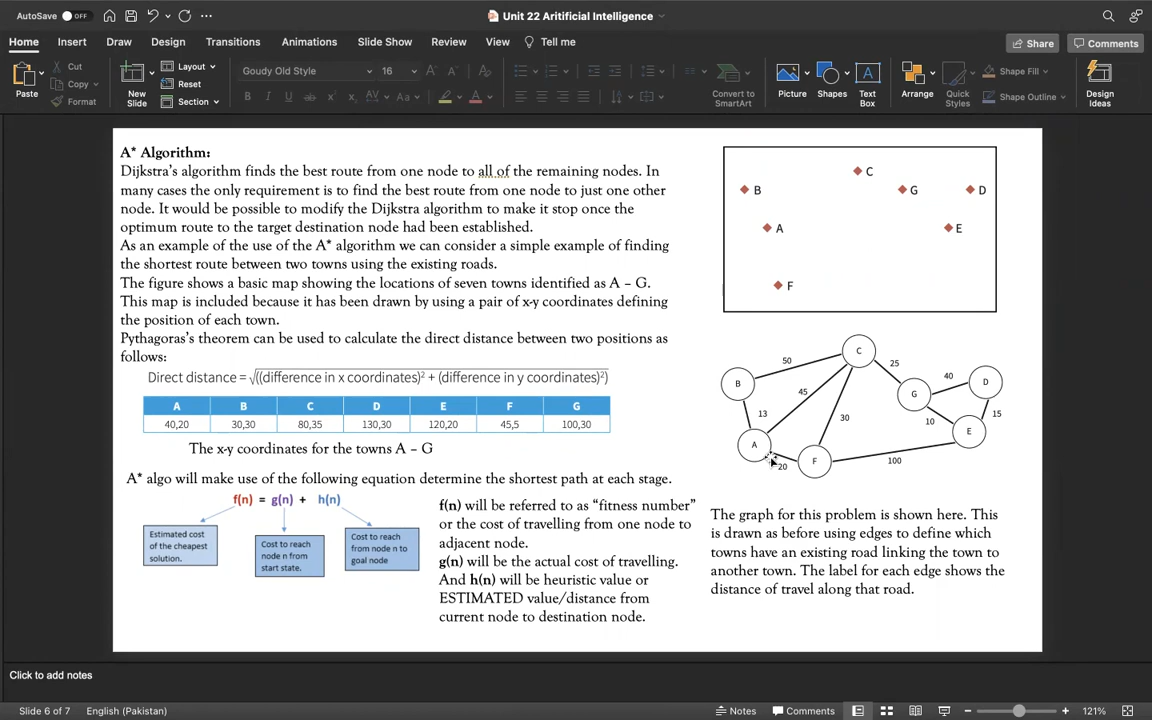 AutoSave OFF
Unit 22 Aritificial Intelligence
Home Insert Draw Design Transitions Animations Slide Show Review View Tell me
Share Comments
Paste
Cut
Copy
Format
New Slide
Layout
Reset
Section
Goudy Old Style 16
Convert to SmartArt
Picture
Shapes
Text Box
Arrange
Quick Styles
Shape Fill
Shape Outline
Design Ideas
A* Algorithm:
Dijkstra's algorithm finds the best route from one node to all of the remaining nodes. In
many cases the only requirement is to find the best route from one node to just one other
node. It would be possible to modify the Dijkstra algorithm to make it stop once the
optimum route to the target destination node had been established.
As an example of the use of the A* algorithm we can consider a simple example of finding
the shortest route between two towns using the existing roads.
The figure shows a basic map showing the locations of seven towns identified as A – G.
This map is included because it has been drawn by using a pair of x-y coordinates defining
the position of each town.
Pythagoras's theorem can be used to calculate the direct distance between two positions as
follows:
Direct distance = √((difference in x coordinates)² + (difference in y coordinates)²)
A B C D E F G
40,20 30,30 80,35 130,30 120,20 45,5 100,30
The x-y coordinates for the towns A – G
A* algo will make use of the following equation determine the shortest path at each stage.
f(n) = g(n) + h(n)
Estimated cost
of the cheapest
solution.
Cost to reach
node n from
start state.
Cost to reach
from node n to
goal node
f(n) will be referred to as “fitness number”
or the cost of travelling from one node to
adjacent node.
g(n) will be the actual cost of travelling.
And h(n) will be heuristic value or
ESTIMATED value/distance from
current node to destination node.
C
B
G
D
A
E
F
C
50
25
B
45
40
D
G
13
30
10
15
A
E
20
F
100
The graph for this problem is shown here. This
is drawn as before using edges to define which
towns have an existing road linking the town to
another town. The label for each edge shows the
distance of travel along that road.
Click to add notes
Slide 6 of 7 English (Pakistan)
Notes Comments 121%